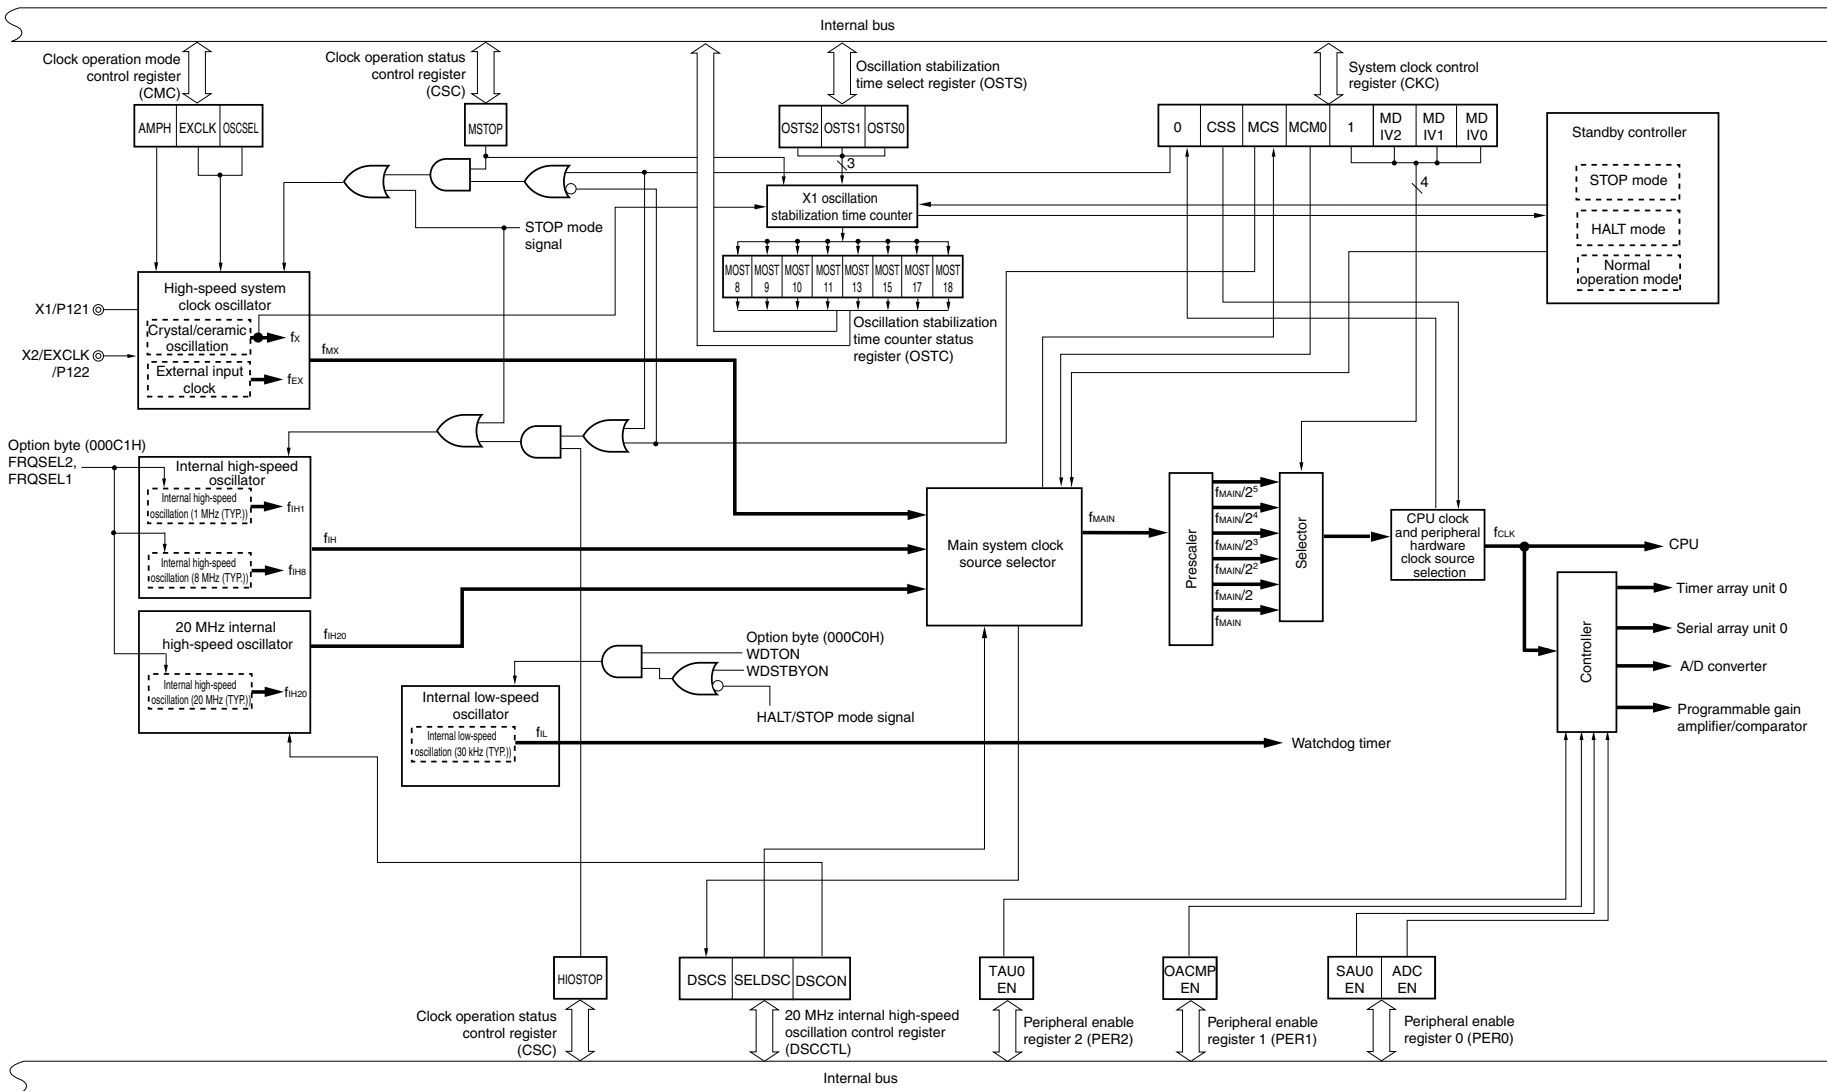 Internal bus
Clock operation mode
control register
(CMC)
Clock operation status
control register
(CSC)
Oscillation stabilization
time select register (OSTS)
System clock control
register (CKC)
AMPH EXCLK OSCSEL
MSTOP
OSTS2 OSTS1 OSTS0
0 CSS MCS MCM0 1 MD IV2 MD IV1 MD IV0
3
4
Standby controller
STOP mode
HALT mode
Normal
operation mode
X1 oscillation
stabilization time counter
STOP mode
signal
MOST 8 MOST 9 MOST 10 MOST 11 MOST 13 MOST 15 MOST 17 MOST 18
Oscillation stabilization
time counter status
register (OSTC)
High-speed system
clock oscillator
X1/P121
Crystal/ceramic
oscillation
fX
X2/EXCLK
/P122
External input
clock
fEX
fMX
Option byte (000C1H)
FRQSEL2,
FRQSEL1
Internal high-speed
oscillator
Internal high-speed
oscillation (1 MHz (TYP.))
fIH1
Internal high-speed
oscillation (8 MHz (TYP.))
fIH8
fIH
20 MHz internal
high-speed oscillator
Internal high-speed
oscillation (20 MHz (TYP.))
fIH20
fIH20
Main system clock
source selector
fMAIN
Prescaler
fMAIN/2⁵
fMAIN/2⁴
fMAIN/2³
fMAIN/2²
fMAIN/2
fMAIN
Selector
CPU clock
and peripheral
hardware
clock source
selection
fCLK
CPU
Controller
Timer array unit 0
Serial array unit 0
A/D converter
Programmable gain
amplifier/comparator
Option byte (000C0H)
WDTON
WDSTBYON
HALT/STOP mode signal
Internal low-speed
oscillator
Internal low-speed
oscillation (30 kHz (TYP.))
fIL
Watchdog timer
HIOSTOP
DSCS SELDSC DSCON
TAU0
EN
OACMP
EN
SAU0
EN
ADC
EN
Clock operation status
control register
(CSC)
20 MHz internal high-speed
oscillation control register
(DSCCTL)
Peripheral enable
register 2 (PER2)
Peripheral enable
register 1 (PER1)
Peripheral enable
register 0 (PER0)
Internal bus